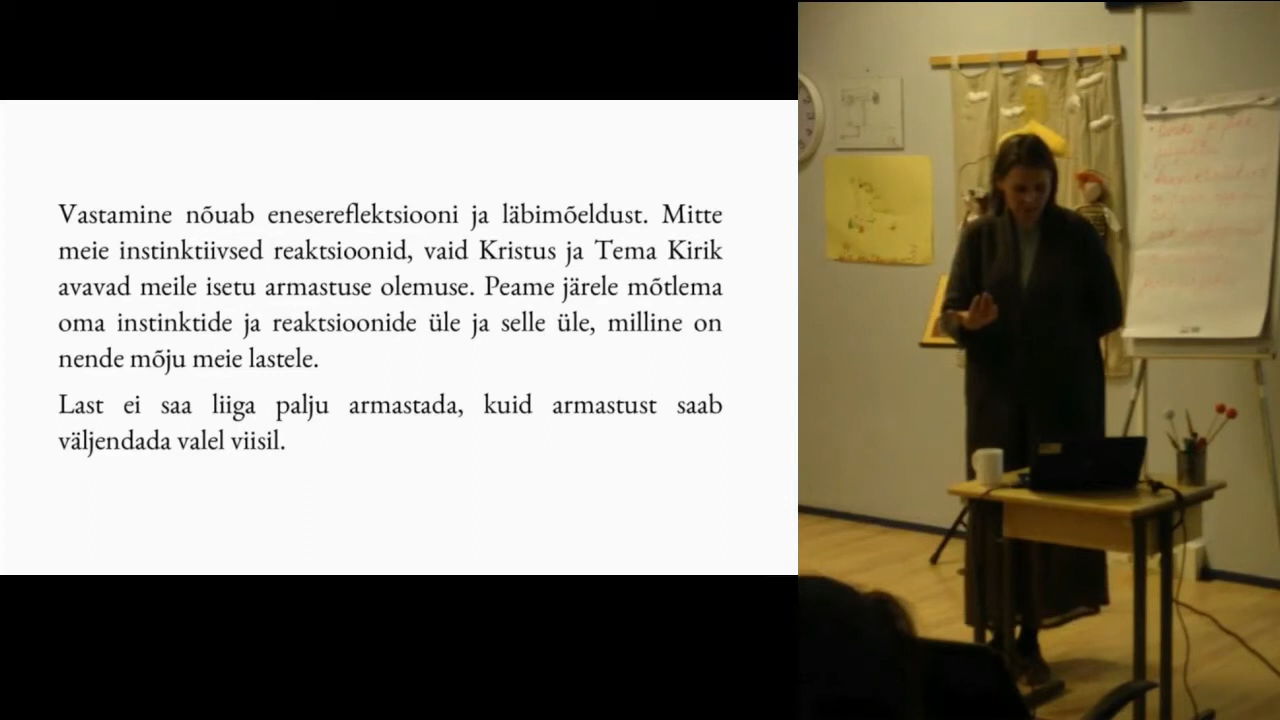 Vastamine nõuab enesereflektsiooni ja läbimõeldust. Mitte
meie instinktiivsed reaktsioonid, vaid Kristus ja Tema Kirik
avavad meile isetu armastuse olemuse. Peame järele mõtlema
oma instinktide ja reaktsioonide üle ja selle üle, milline on
nende mõju meie lastele.
Last ei saa liiga palju armastada, kuid armastust saab
väljendada valel viisil.